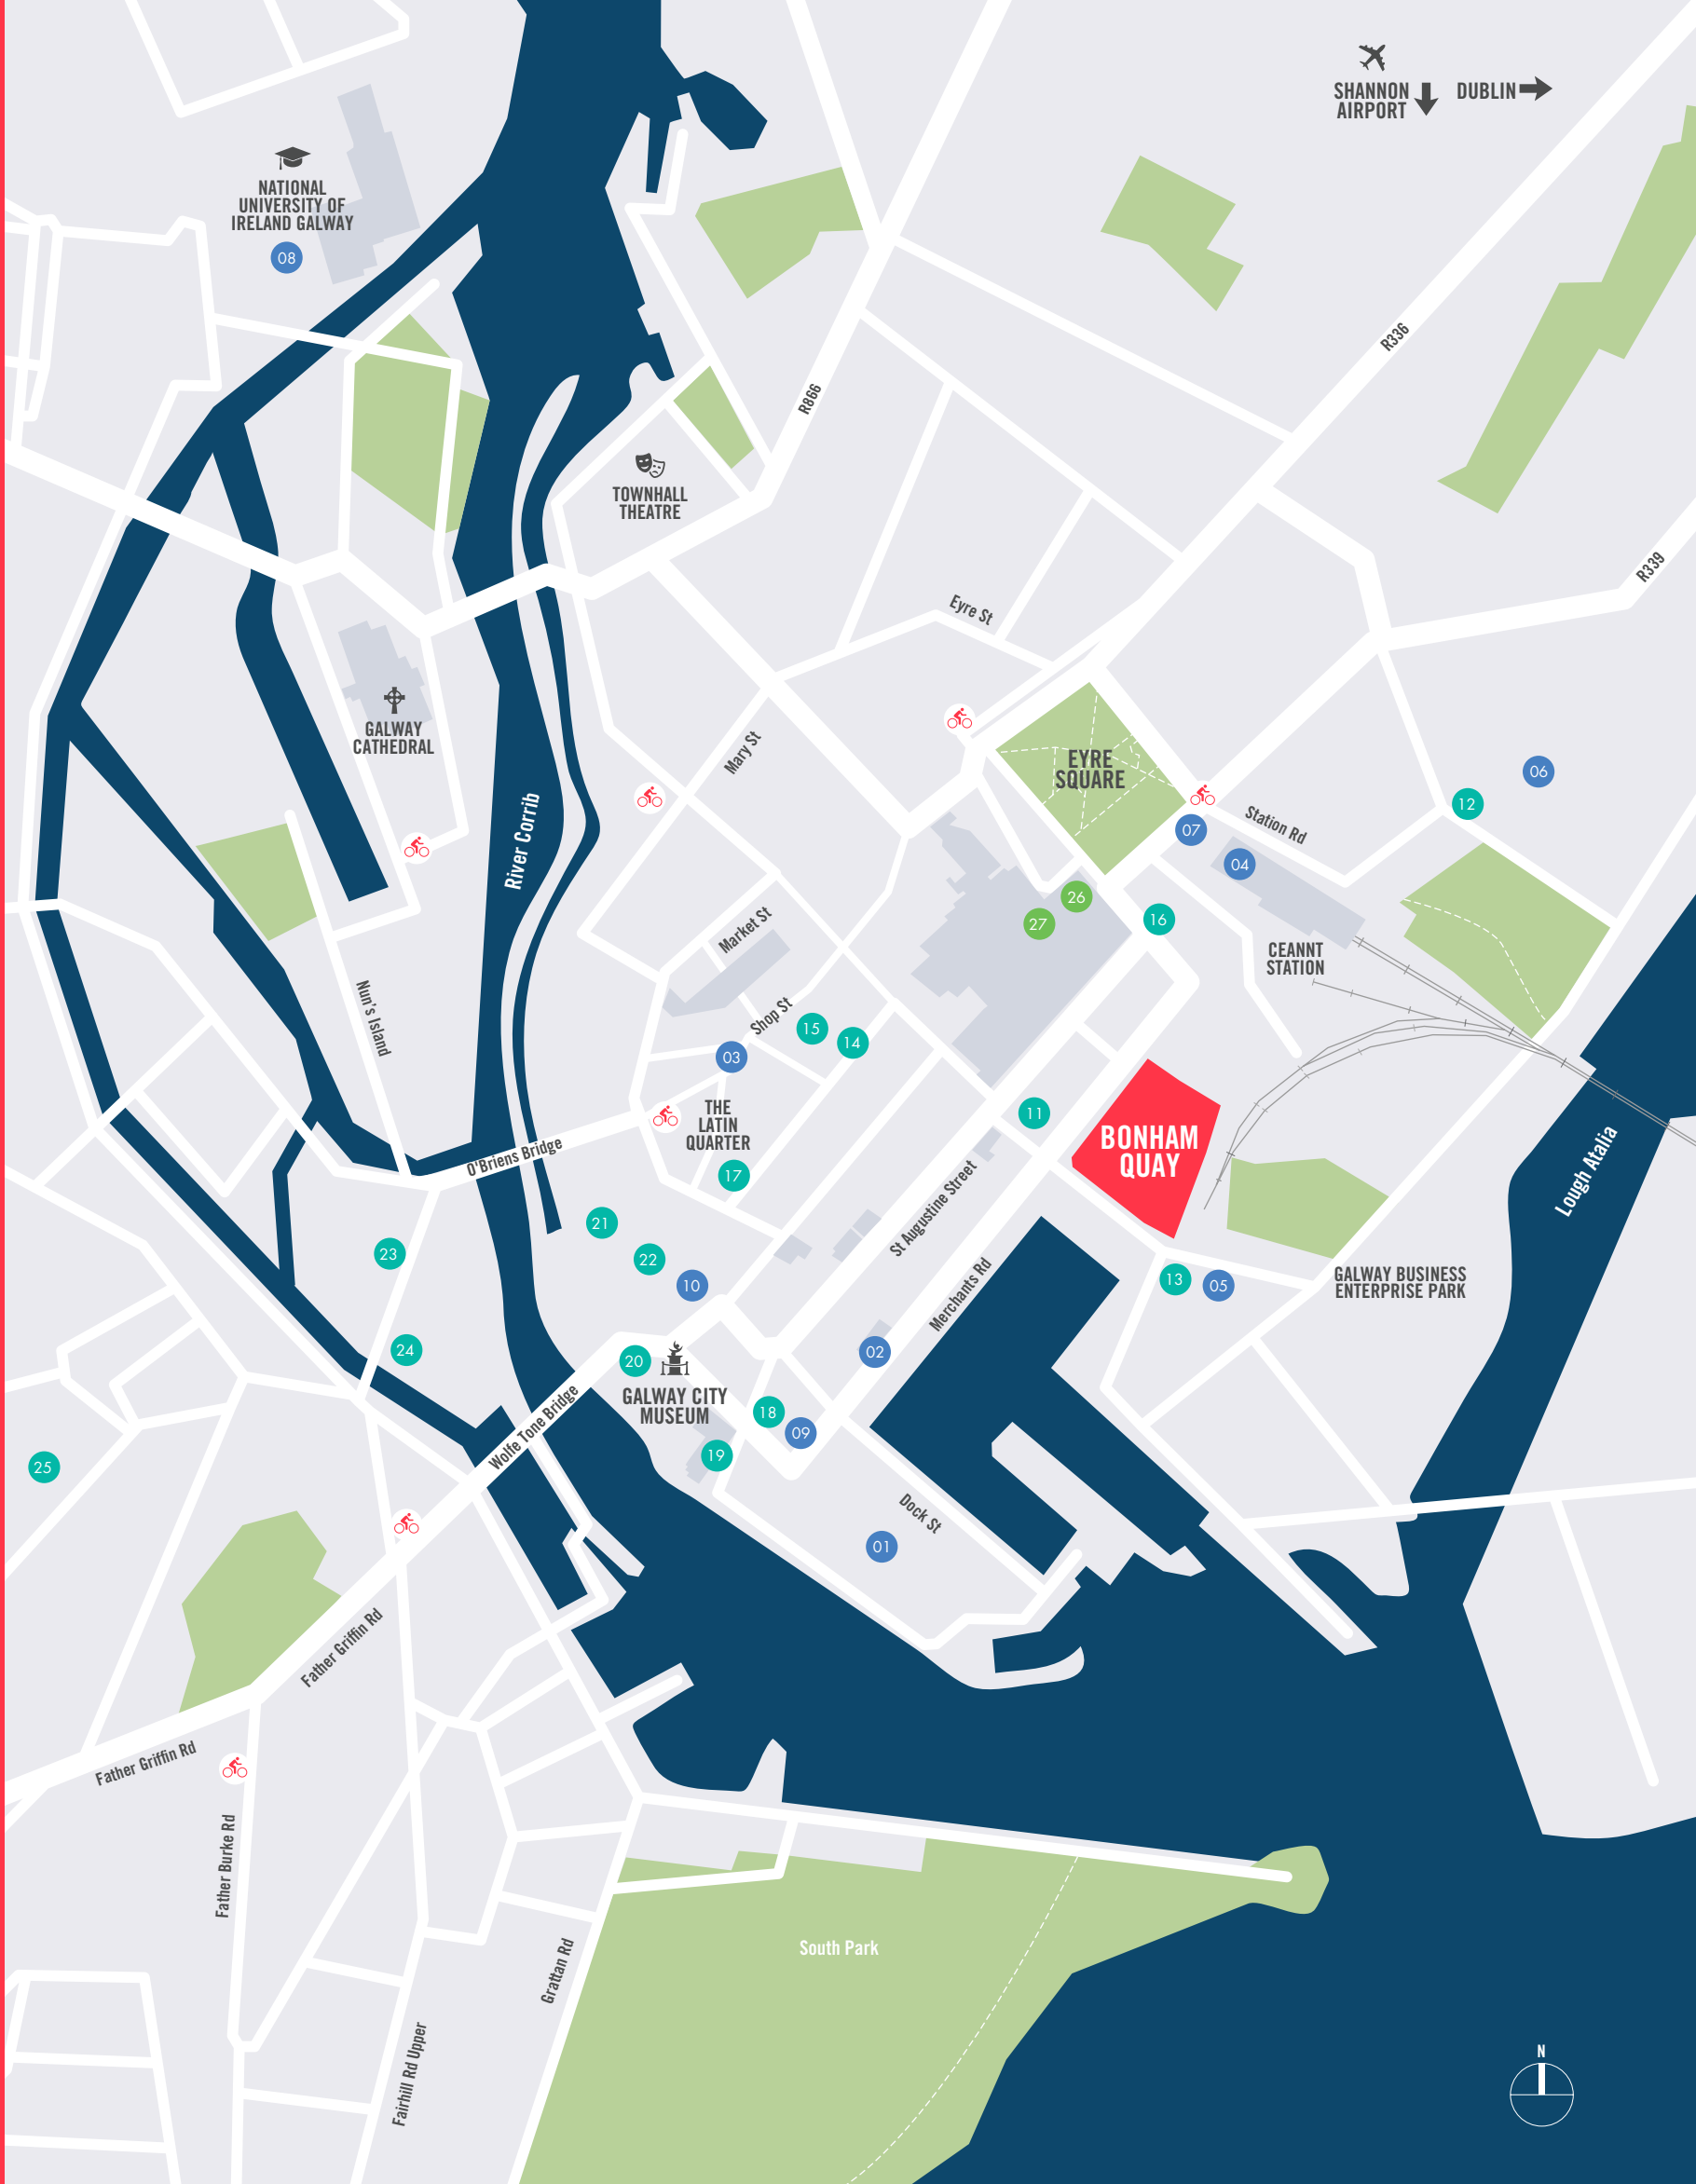 SHANNON
AIRPORT
DUBLIN
NATIONAL
UNIVERSITY OF
IRELAND GALWAY
08
R336
R866
TOWNHALL
THEATRE
R339
Eyre St
GALWAY
CATHEDRAL
Mary St
EYRE
SQUARE
06
12
Station Rd
07
04
River Corrib
26
27
16
Market St
CEANNT
STATION
Nun's Island
Shop St
15
14
03
THE
LATIN
QUARTER
11
BONHAM
QUAY
O'Briens Bridge
17
Lough Atalia
St Augustine Street
21
22
23
10
Merchants Rd
13
05
GALWAY BUSINESS
ENTERPRISE PARK
24
20
02
GALWAY CITY
MUSEUM
18
09
Wolfe Tone Bridge
19
25
Dock St
01
Father Griffin Rd
Father Griffin Rd
Father Burke Rd
South Park
Grattan Rd
Fairhill Rd Upper
N